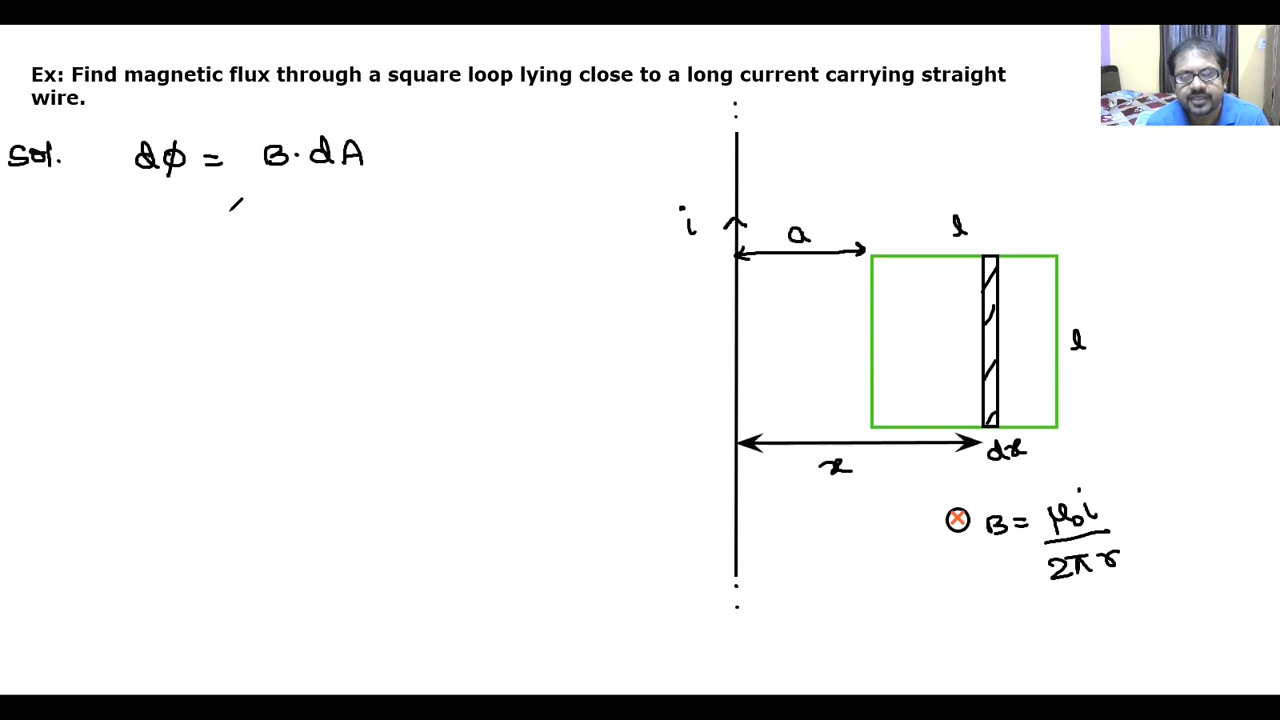 Ex: Find magnetic flux through a square loop lying close to a long current carrying straight
wire.
Sol. dϕ = B. dA
i
a
l
l
x
dx
B = μ₀i / 2πr